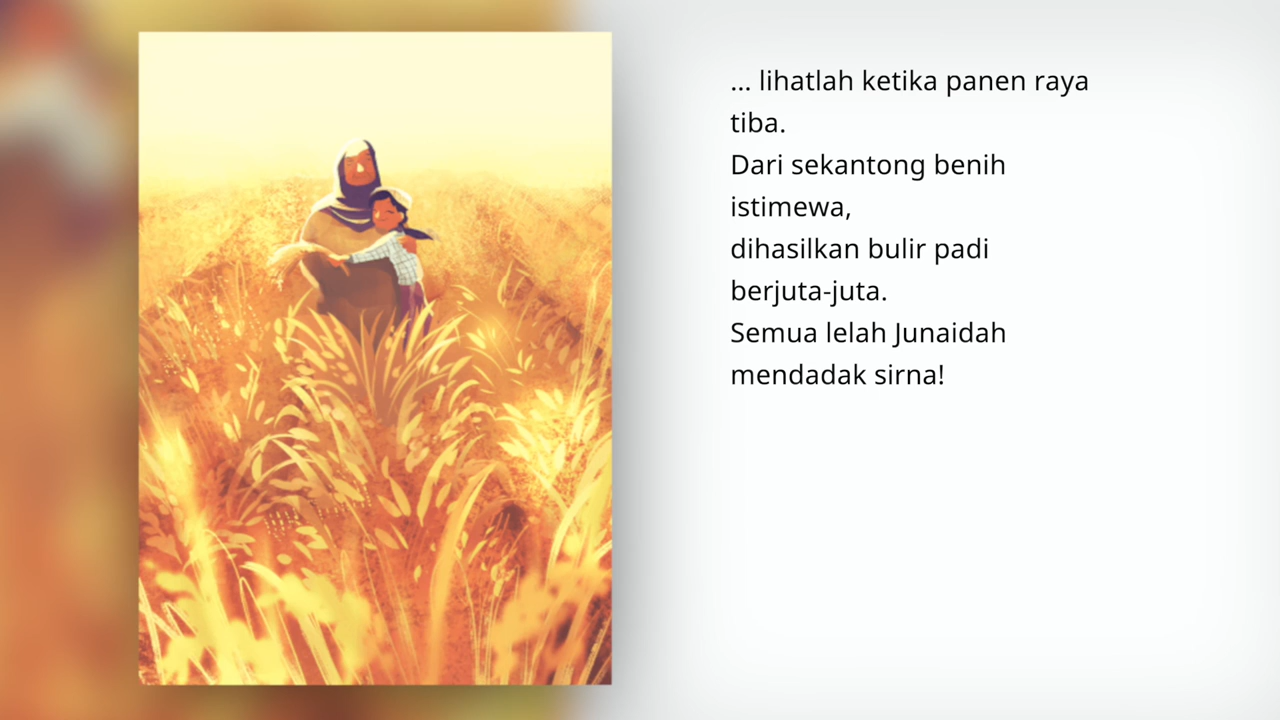 ... lihatlah ketika panen raya
tiba.
Dari sekantong benih
istimewa,
dihasilkan bulir padi
berjuta-juta.
Semua lelah Junaidah
mendadak sirna!